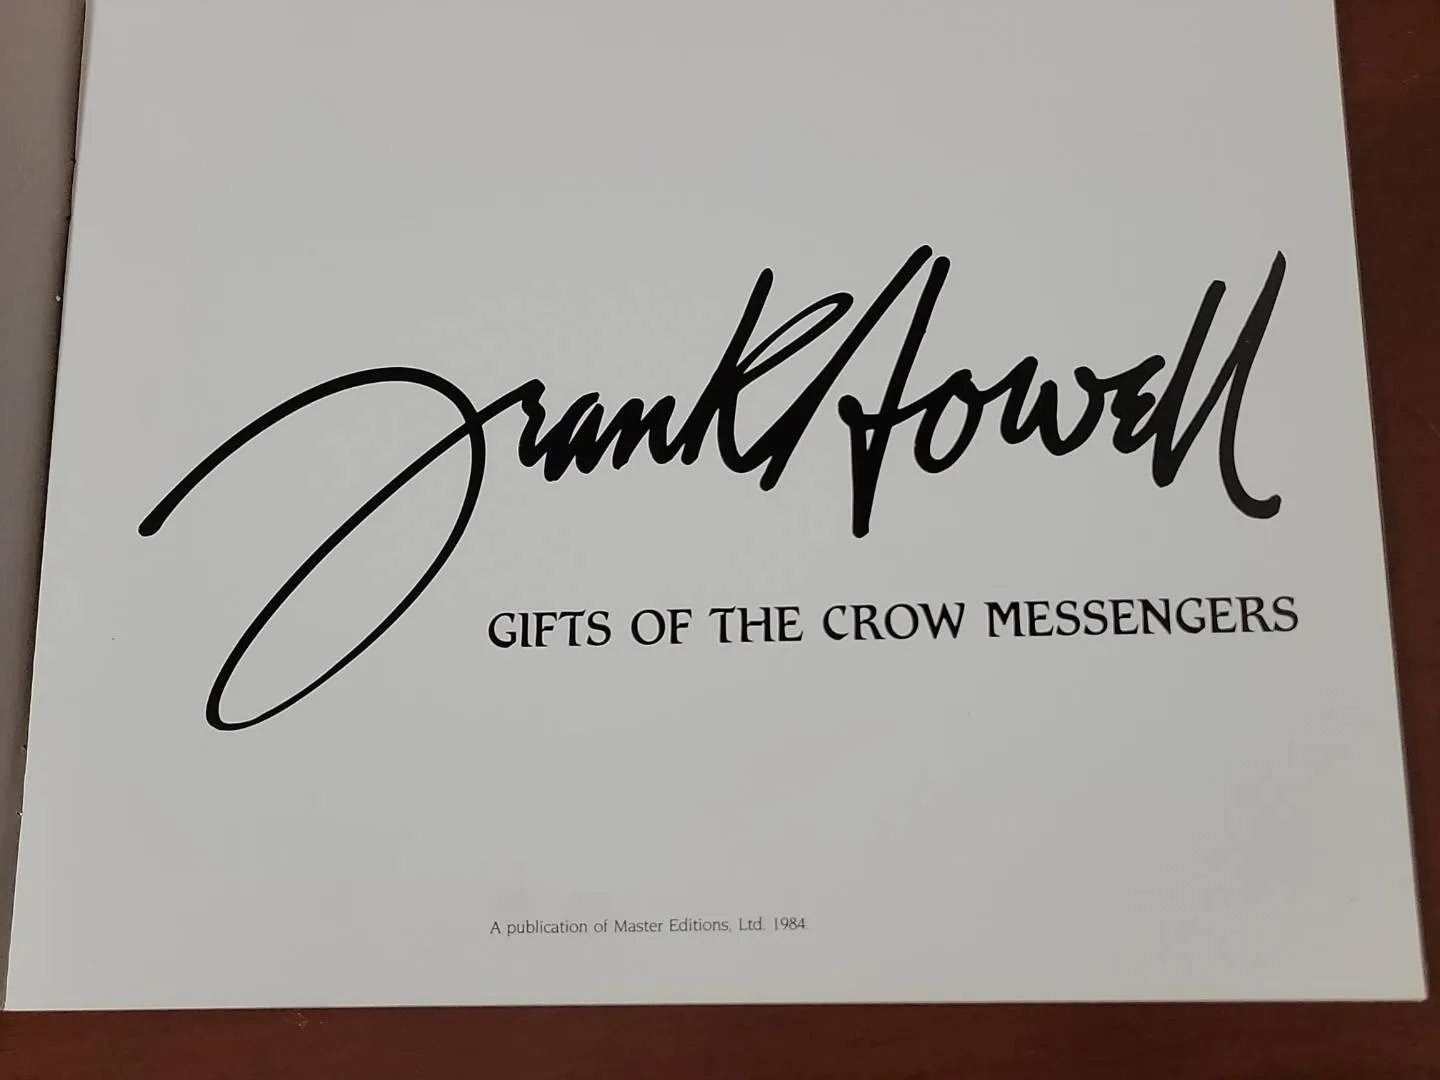 Frank Howell
GIFTS OF THE CROW MESSENGERS
A publication of Master Editions, Ltd. 1984.